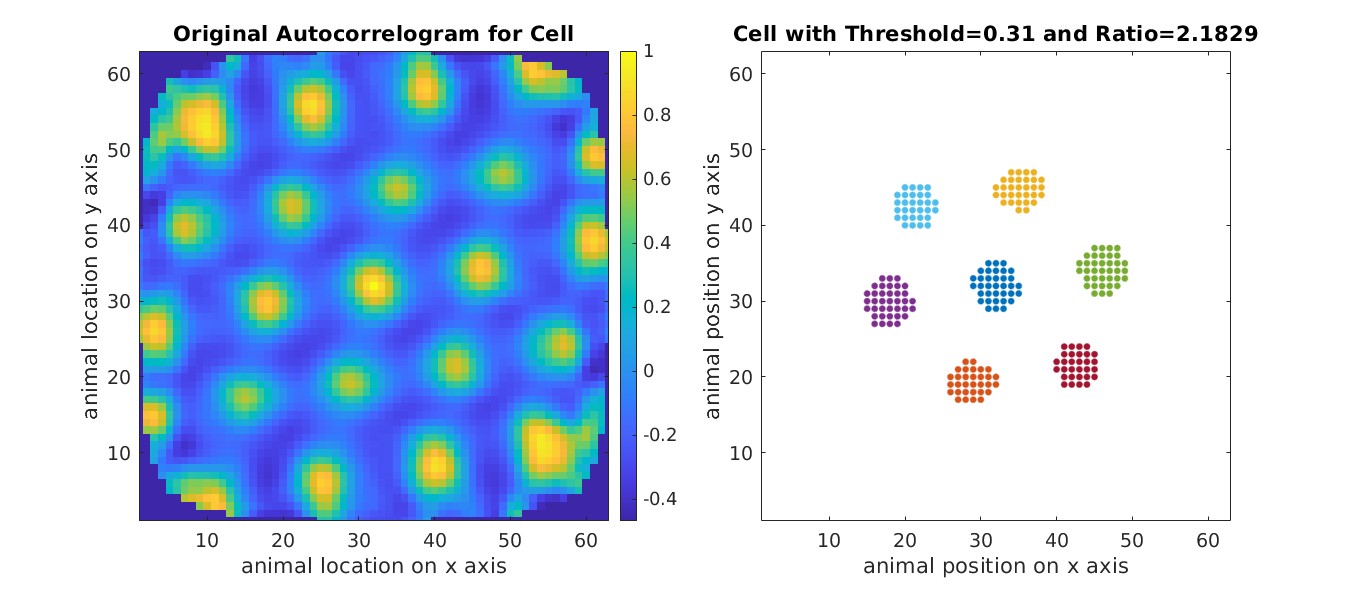 Original Autocorrelogram for Cell
60
50
40
30
20
10
10 20 30 40 50 60
animal location on x axis
animal location on y axis
1
0.8
0.6
0.4
0.2
0
-0.2
-0.4
Cell with Threshold=0.31 and Ratio=2.1829
60
50
40
30
20
10
10 20 30 40 50 60
animal position on x axis
animal position on y axis